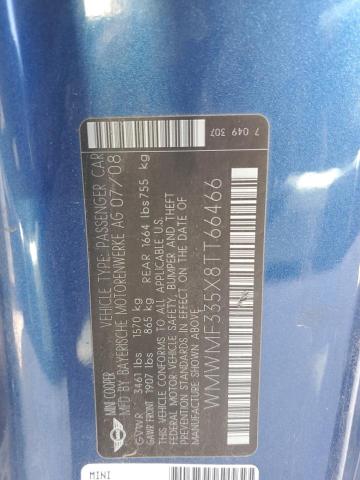 MINI COOPER
VEHICLE TYPE-PASSENGER CAR
MFD BY BAYERISCHE MOTORENWERKE AG 07/08
GVWR 3461 lbs 1570 kg
GAWR FRONT 1907 lbs 865 kg REAR 1664 lbs 755 kg
THIS VEHICLE CONFORMS TO ALL APPLICABLE U.S.
FEDERAL MOTOR VEHICLE SAFETY, BUMPER AND THEFT
PREVENTION STANDARDS IN EFFECT ON THE DATE OF
MANUFACTURE SHOWN ABOVE.
WMWMF335X8TT66466
7 049 307
MINI